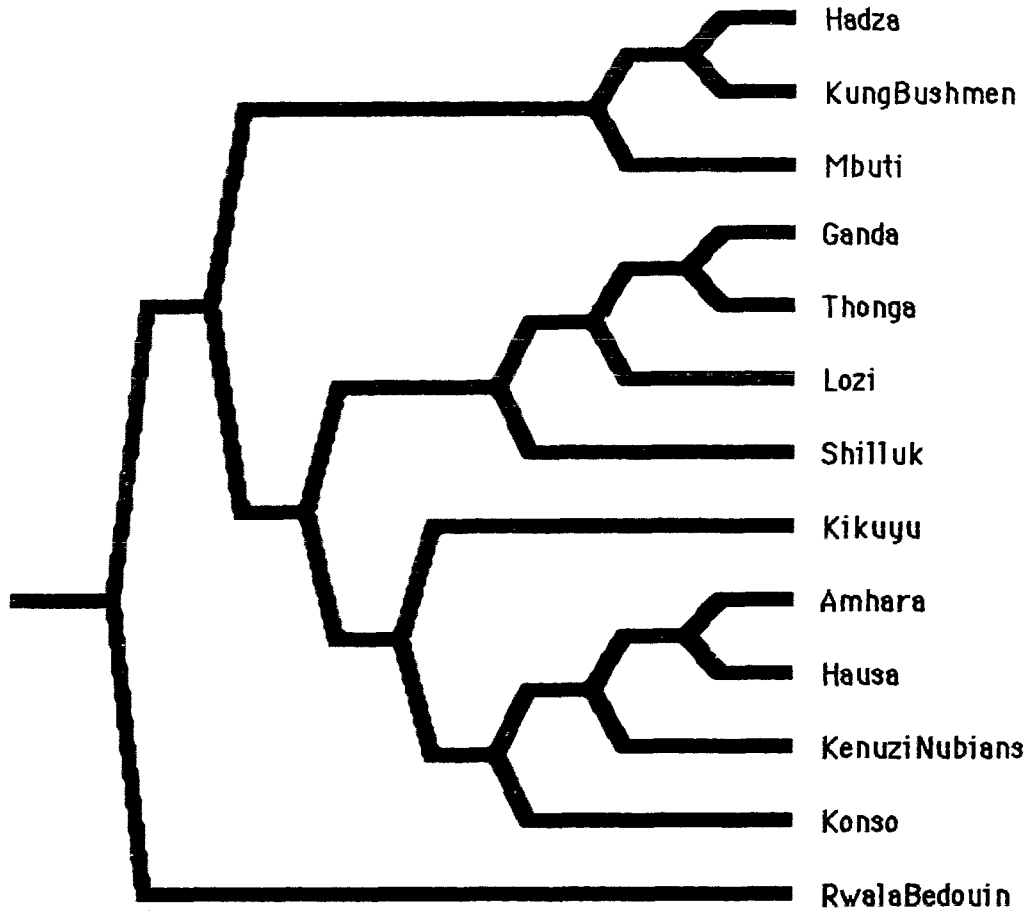 Hadza
KungBushmen
Mbuti
Ganda
Thonga
Lozi
Shilluk
Kikuyu
Amhara
Hausa
KenuziNubians
Konso
RwalaBedouin